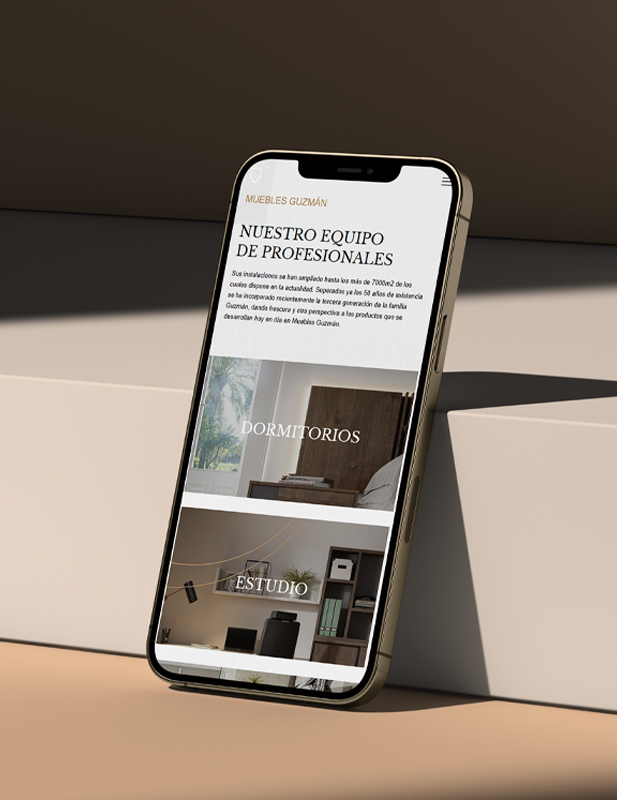 MUEBLES GUZMÁN
NUESTRO EQUIPO
DE PROFESIONALES
Sus instalaciones se han ampliado hasta los más de 7000m2 de los
cuales dispone en la actualidad. Superados ya los 50 años de existencia
se ha incorporado recientemente la tercera generación de la familia
Guzmán, dando frescura y otra perspectiva a los productos que se
desarrollan hoy en día en Muebles Guzmán.
DORMITORIOS
ESTUDIO